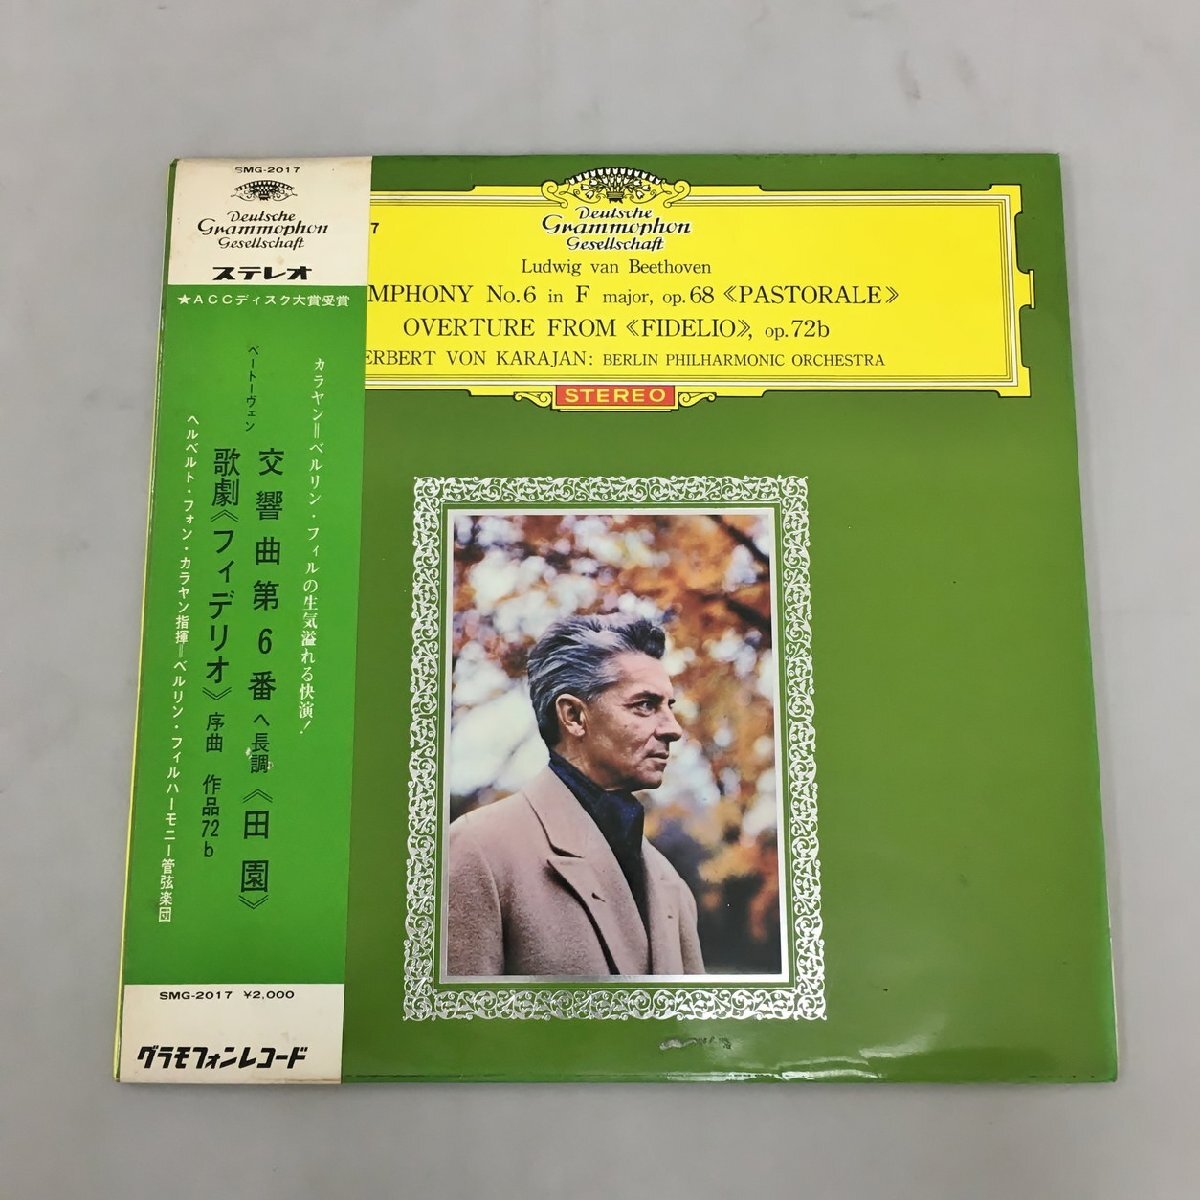 SMG-2017
Deutsche
Grammophon
Gesellschaft
ステレオ
★ACCディスク大賞受賞
カラヤン＝ベルリン・フィルの生気溢れる快演！
ベートーヴェン
交響曲第6番 ヘ長調《田園》
歌劇《フィデリオ》序曲 作品72b
ヘルベルト・フォン・カラヤン指揮＝ベルリン・フィルハーモニー管弦楽団
SMG-2017 ¥2,000
グラモフォンレコード
7
Deutsche
Grammophon
Gesellschaft
Ludwig van Beethoven
MPHONY No.6 in F major, op.68 《PASTORALE》
OVERTURE FROM 《FIDELIO》, op.72b
ERBERT VON KARAJAN: BERLIN PHILHARMONIC ORCHESTRA
STEREO